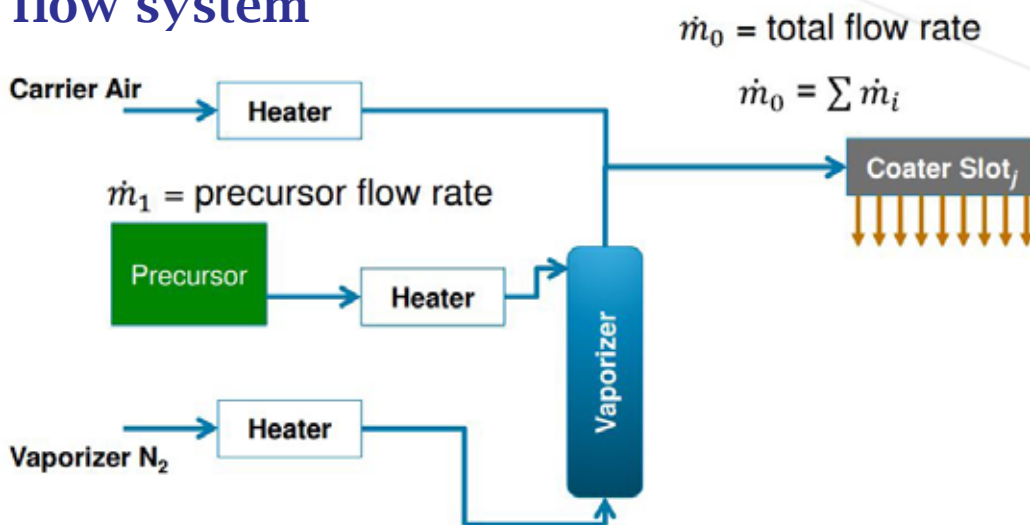 flow system
ṁ₀ = total flow rate
ṁ₀ = ∑ ṁᵢ
Carrier Air
Heater
Coater Slotⱼ
ṁ₁ = precursor flow rate
Precursor
Heater
Vaporizer
Heater
Vaporizer N₂